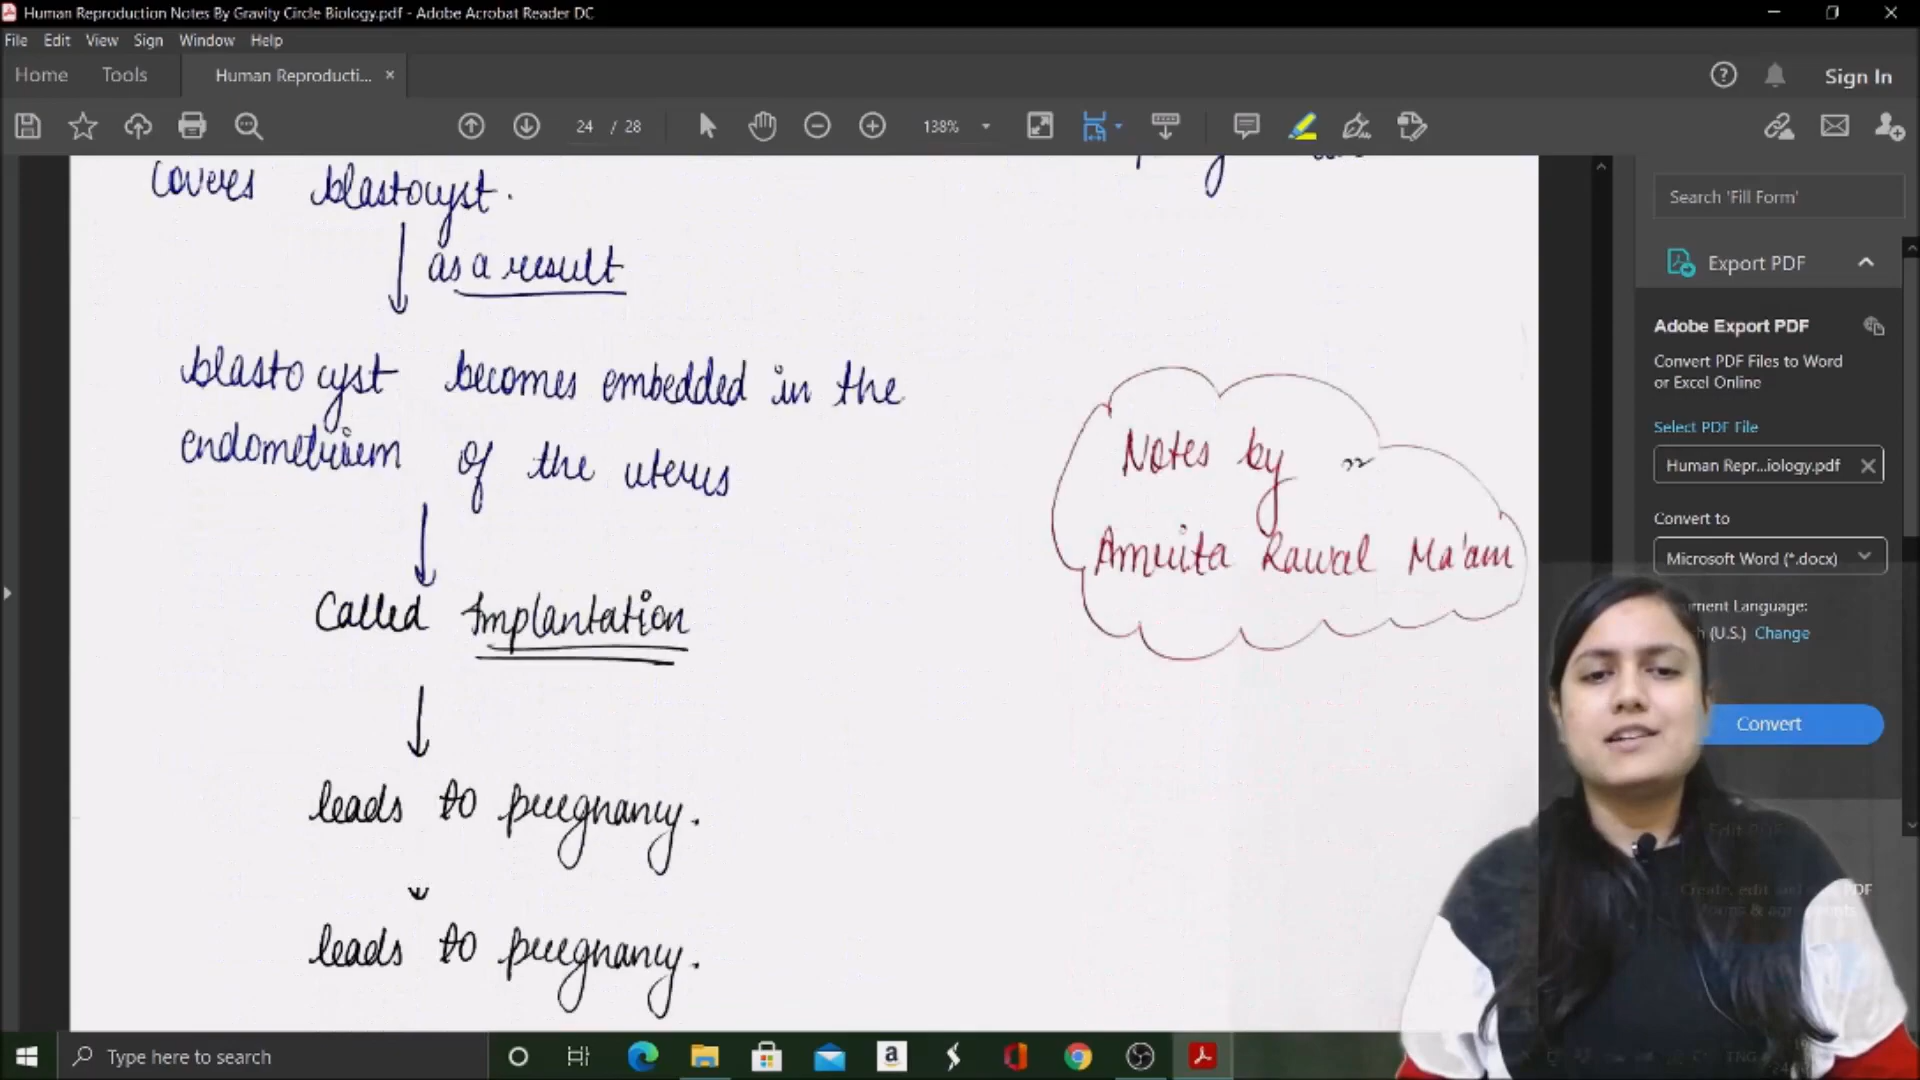 Human Reproduction Notes By Gravity Circle Biology.pdf - Adobe Acrobat Reader DC
File Edit View Sign Window Help
Home Tools Human Reproducti... ×
Sign In
24 / 28
138%
Covers blastocyst.
as a result
blastocyst becomes embedded in the
endometrium of the uterus
Called Implantation
leads to pregnancy.
leads to pregnancy.
Notes by
Amrita Rawal Ma'am
Search 'Fill Form'
Export PDF
Adobe Export PDF
Convert PDF Files to Word
or Excel Online
Select PDF File
Human Repr...iology.pdf
Convert to
Microsoft Word (*.docx)
Language:
(U.S.) Change
Convert
Type here to search